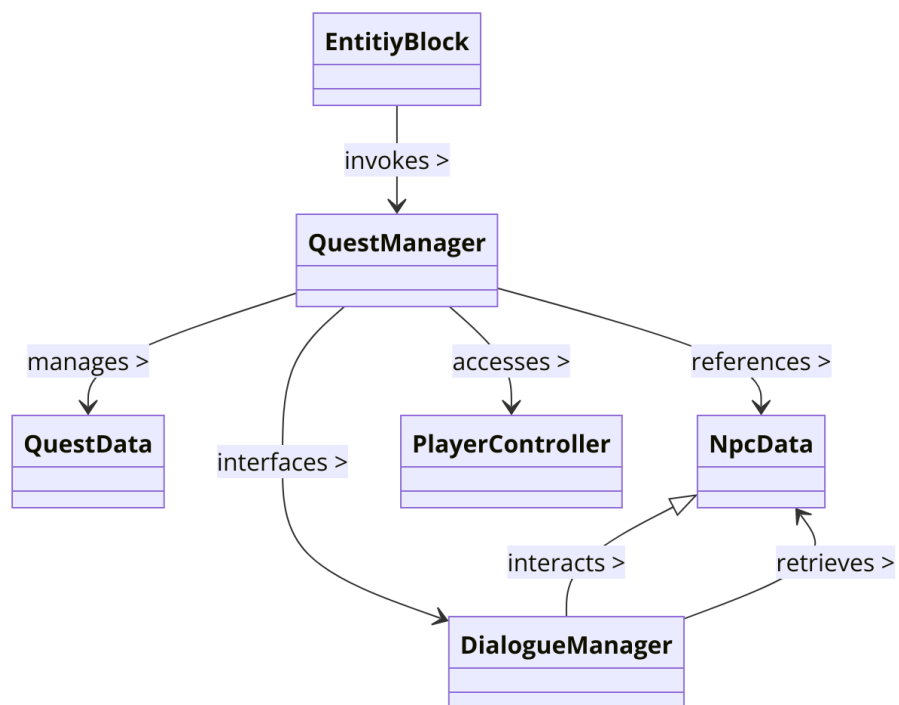 EntitiyBlock
invokes >
QuestManager
manages >
accesses >
references >
QuestData
PlayerController
NpcData
interfaces >
interacts >
retrieves >
DialogueManager